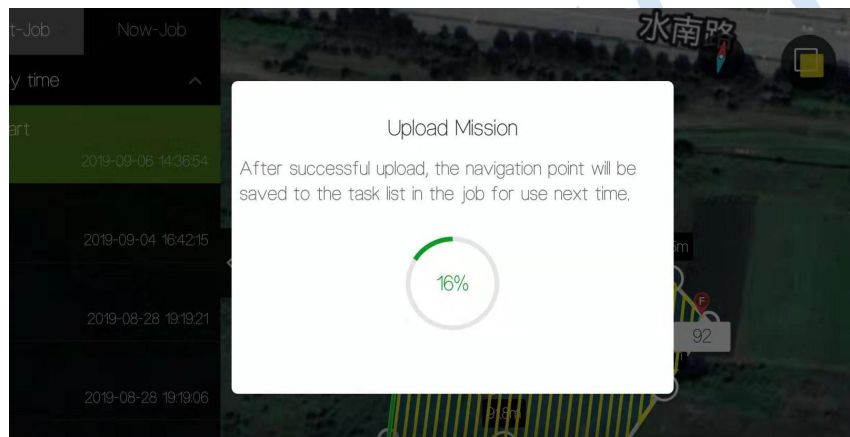 t-Job
Now-Job
水南路
y time
art
2019-09-06 14:36:54
Upload Mission
After successful upload, the navigation point will be
saved to the task list in the job for use next time.
2019-09-04 16:42:15
16%
F
2019-08-28 19:19:21
92
2019-08-28 19:19:06
91.8m